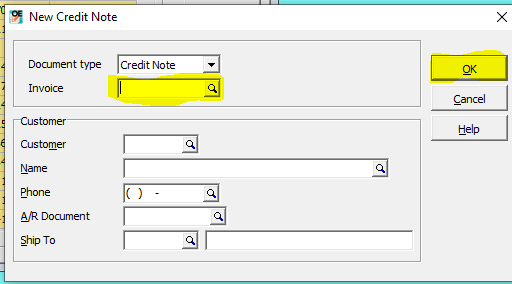 OE New Credit Note
Document type Credit Note
Invoice
OK
Cancel
Help
Customer
Customer
Name
Phone ( ) -
A/R Document
Ship To